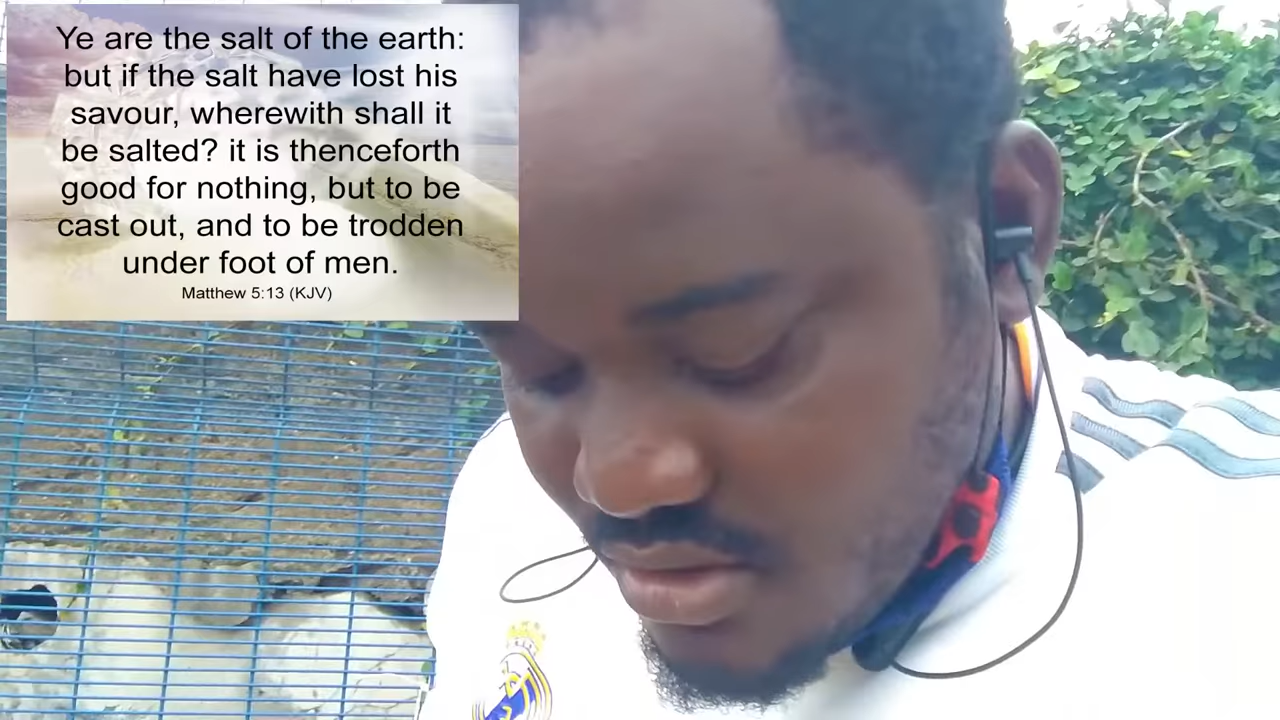 Ye are the salt of the earth:
but if the salt have lost his
savour, wherewith shall it
be salted? it is thenceforth
good for nothing, but to be
cast out, and to be trodden
under foot of men.
Matthew 5:13 (KJV)